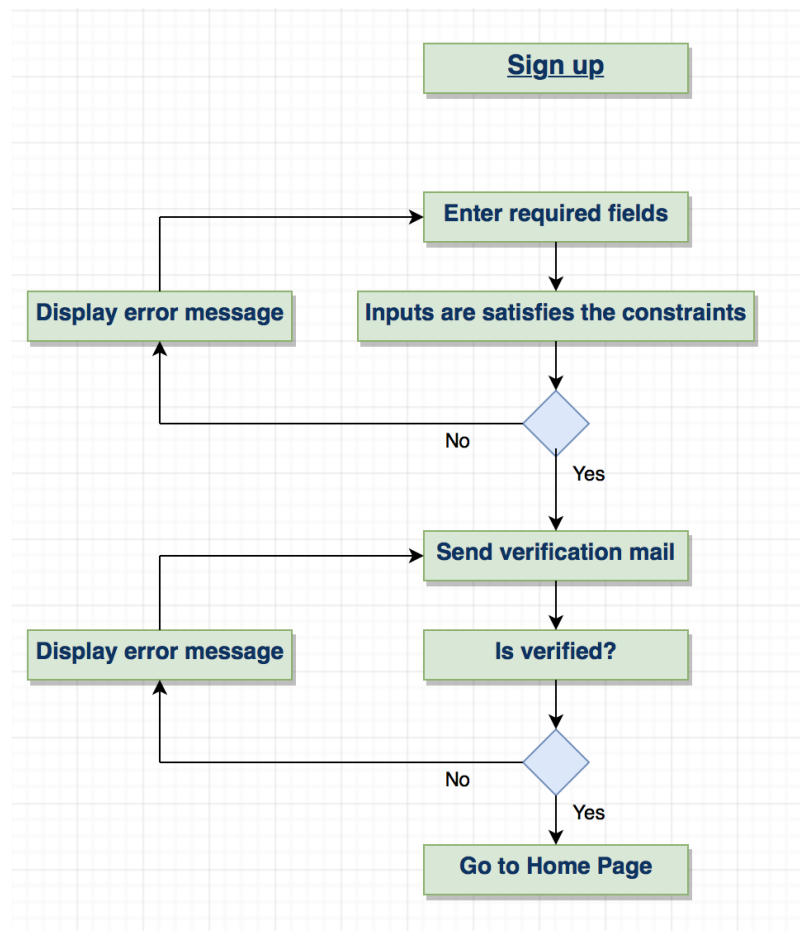 Sign up
Enter required fields
Display error message
Inputs are satisfies the constraints
No
Yes
Send verification mail
Display error message
Is verified?
No
Yes
Go to Home Page